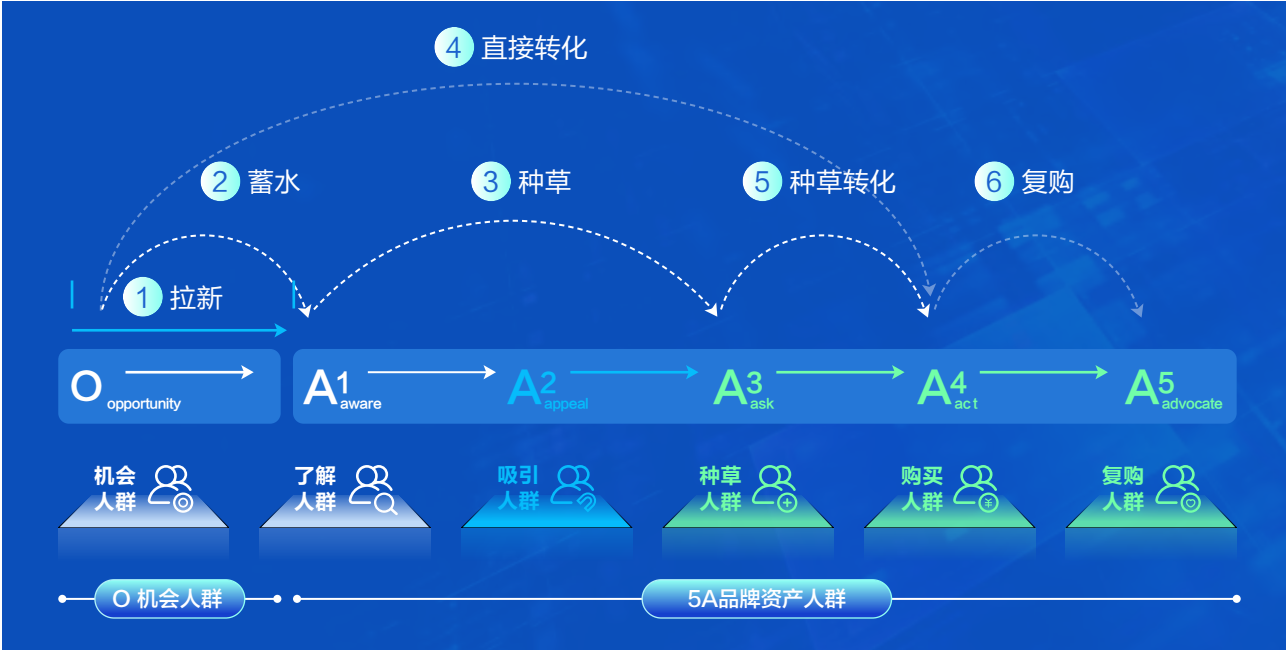 4 直接转化
2 蓄水
3 种草
5 种草转化
6 复购
1 拉新
O opportunity
A1 aware
A2 appeal
A3 ask
A4 act
A5 advocate
机会
人群
了解
人群
吸引
人群
种草
人群
购买
人群
¥
复购
人群
O 机会人群
5A品牌资产人群